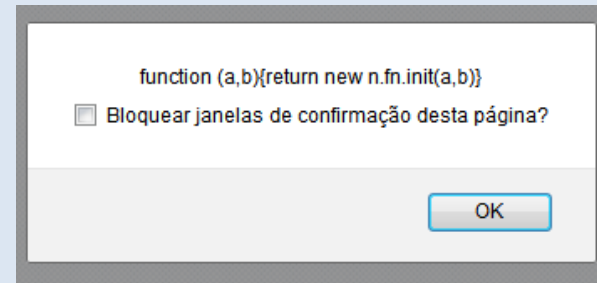 function (a,b){return new n.fn.init(a,b)}
Bloquear janelas de confirmação desta página?
OK